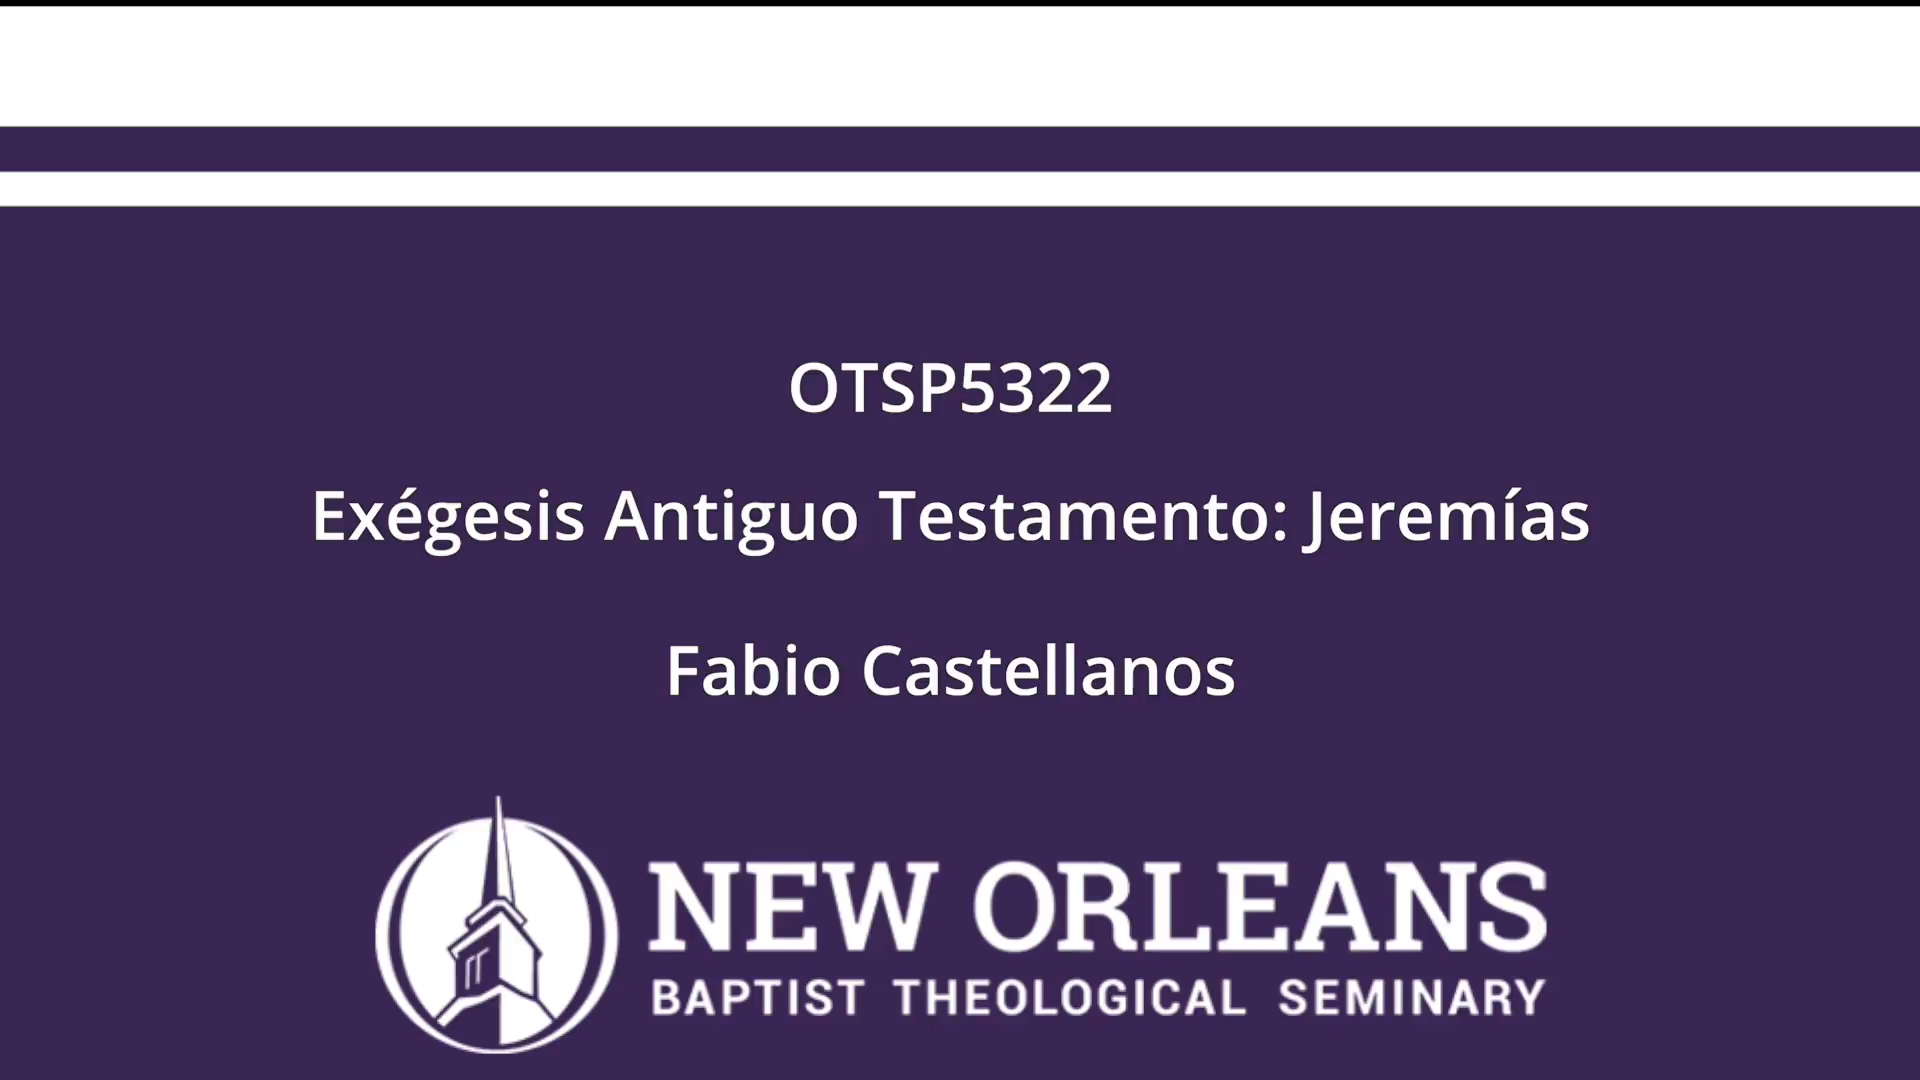 OTSP5322
Exégesis Antiguo Testamento: Jeremías
Fabio Castellanos
NEW ORLEANS
BAPTIST THEOLOGICAL SEMINARY